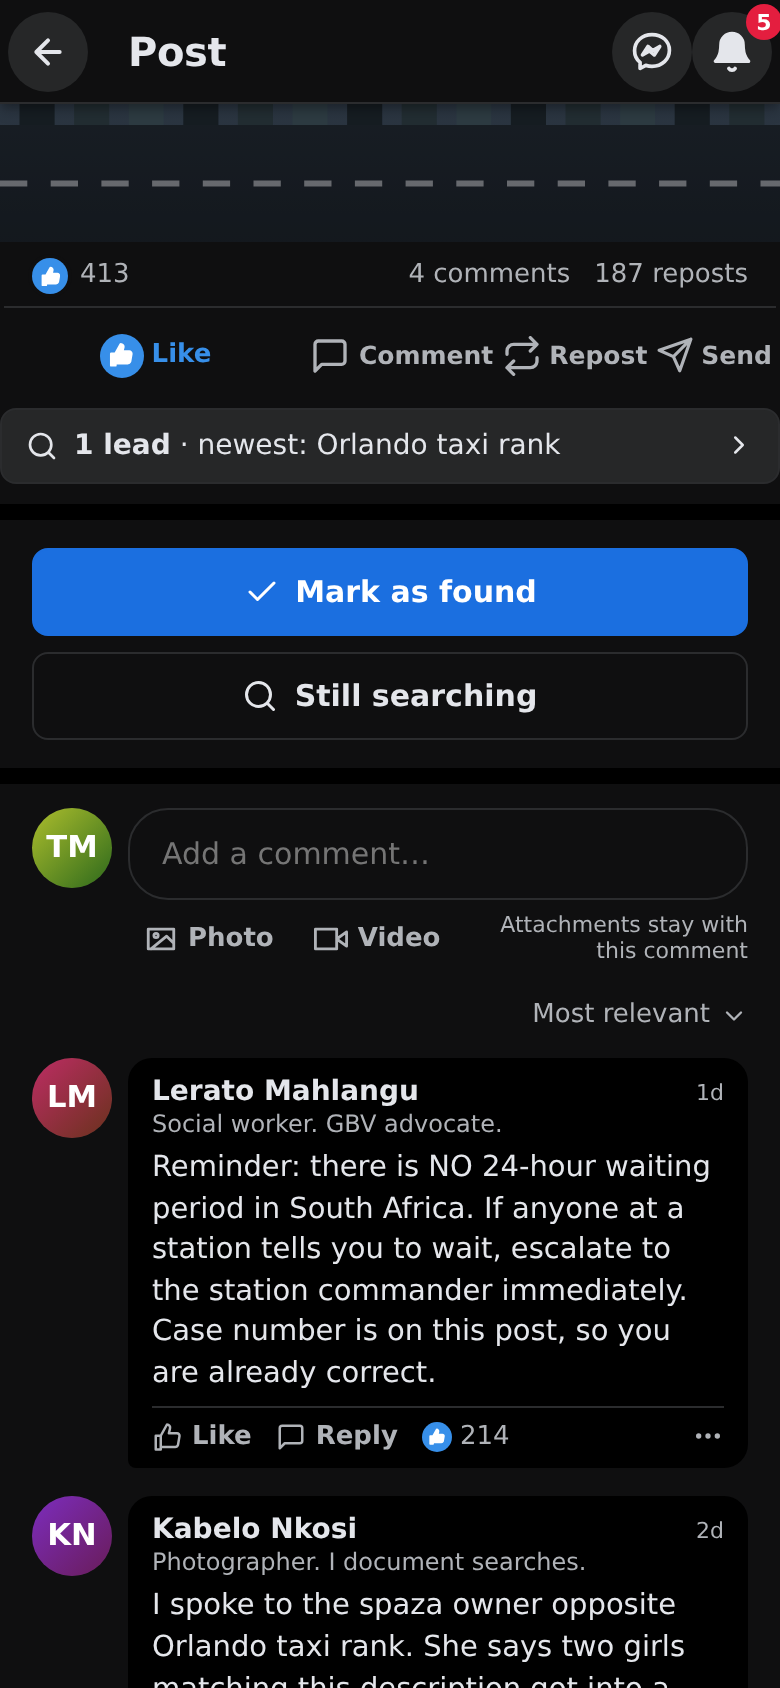 Post
5
413
4 comments 187 reposts
Like
Comment
Repost
Send
1 lead · newest: Orlando taxi rank
Mark as found
Still searching
TM
Add a comment...
Photo
Video
Attachments stay with
this comment
Most relevant
LM
Lerato Mahlangu
1d
Social worker. GBV advocate.
Reminder: there is NO 24-hour waiting
period in South Africa. If anyone at a
station tells you to wait, escalate to
the station commander immediately.
Case number is on this post, so you
are already correct.
Like
Reply
214
KN
Kabelo Nkosi
2d
Photographer. I document searches.
I spoke to the spaza owner opposite
Orlando taxi rank. She says two girls
matching this description got into a